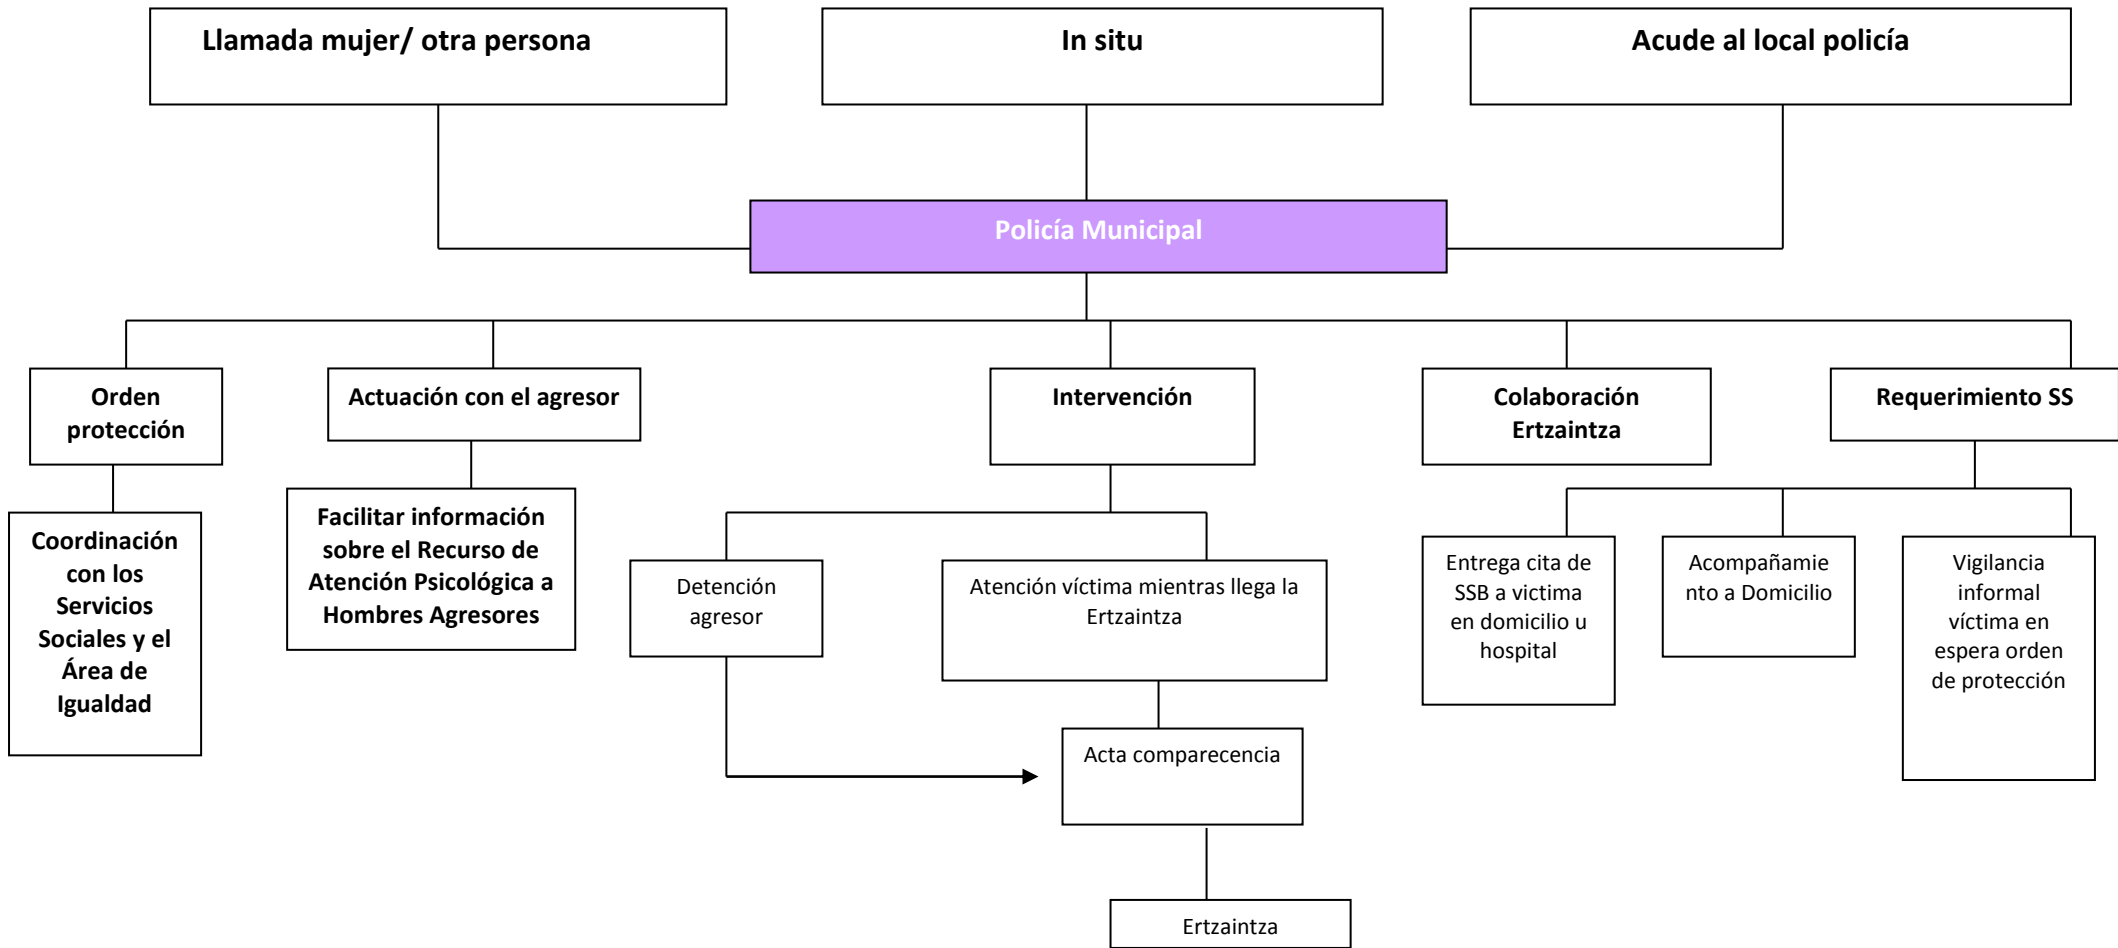 Llamada mujer/ otra persona
In situ
Acude al local policía
Policía Municipal
Orden
protección
Actuación con el agresor
Intervención
Colaboración
Ertzaintza
Requerimiento SS
Coordinación
con los
Servicios
Sociales y el
Área de
Igualdad
Facilitar información
sobre el Recurso de
Atención Psicológica a
Hombres Agresores
Detención
agresor
Atención víctima mientras llega la
Ertzaintza
Entrega cita de
SSB a victima
en domicilio u
hospital
Acompañamie
nto a Domicilio
Vigilancia
informal
víctima en
espera orden
de protección
Acta comparecencia
Ertzaintza